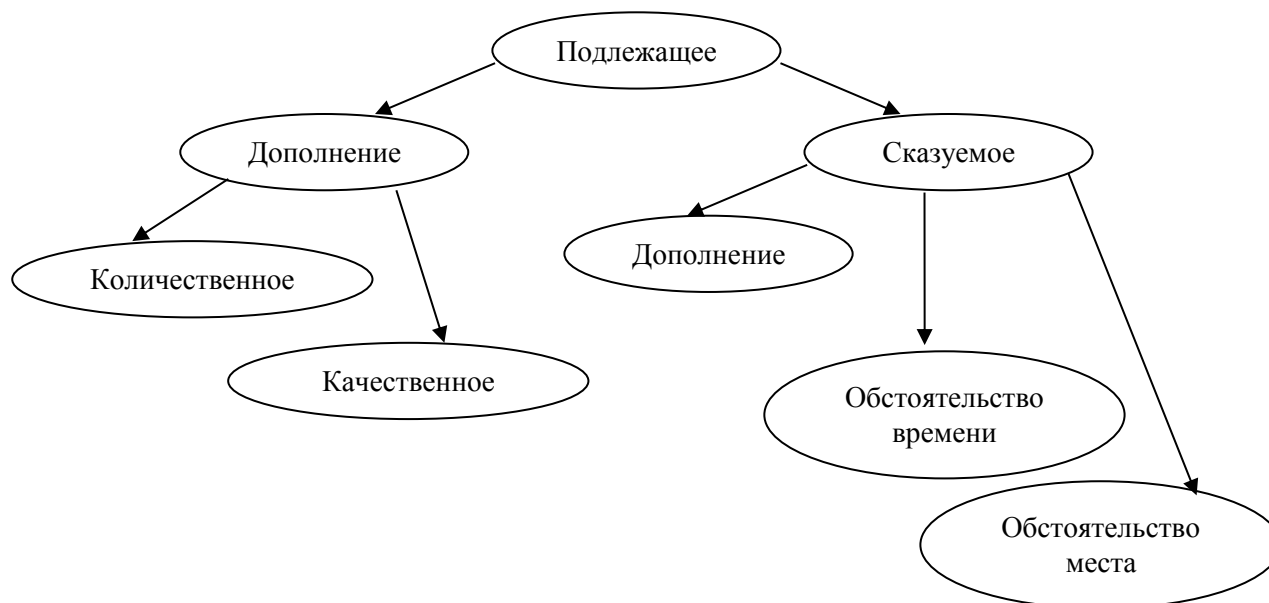 Подлежащее
Дополнение
Сказуемое
Количественное
Дополнение
Качественное
Обстоятельство
времени
Обстоятельство
места